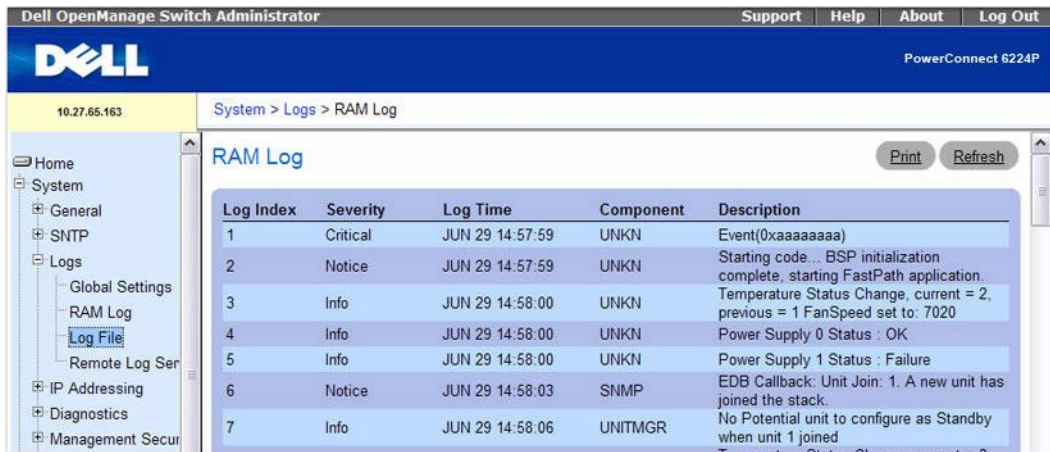 Dell OpenManage Switch Administrator
Support Help About Log Out
DELL
PowerConnect 6224P
10.27.65.163
System > Logs > RAM Log
Home
System
General
SNTP
Logs
Global Settings
RAM Log
Log File
Remote Log Ser
IP Addressing
Diagnostics
Management Secur
RAM Log
Print Refresh
Log Index Severity Log Time Component Description
1 Critical JUN 29 14:57:59 UNKN Event(0xaaaaaaaa)
2 Notice JUN 29 14:57:59 UNKN Starting code... BSP initialization
complete, starting FastPath application.
3 Info JUN 29 14:58:00 UNKN Temperature Status Change, current = 2,
previous = 1 FanSpeed set to: 7020
4 Info JUN 29 14:58:00 UNKN Power Supply 0 Status : OK
5 Info JUN 29 14:58:00 UNKN Power Supply 1 Status : Failure
6 Notice JUN 29 14:58:03 SNMP EDB Callback: Unit Join: 1. A new unit has
joined the stack.
7 Info JUN 29 14:58:06 UNITMGR No Potential unit to configure as Standby
when unit 1 joined